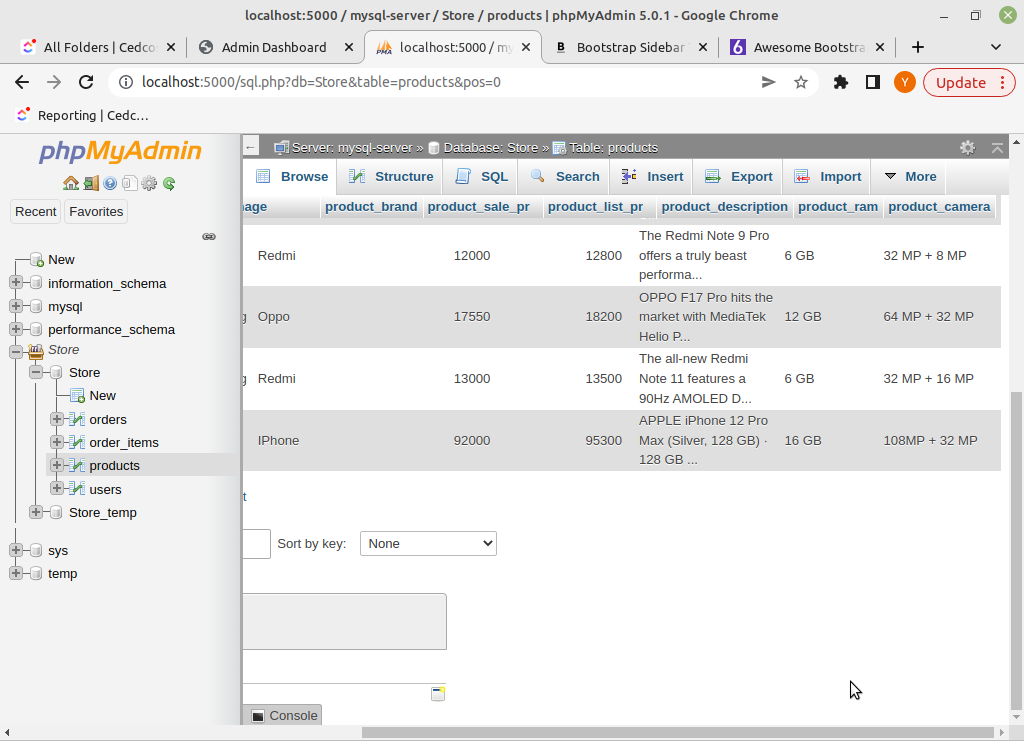 localhost:5000 / mysql-server / Store / products | phpMyAdmin 5.0.1 - Google Chrome
All Folders | Cedco
Admin Dashboard
localhost:5000 / my
B Bootstrap Sidebar
Awesome Bootstra
localhost:5000/sql.php?db=Store&table=products&pos=0
Y
Update
Reporting | Cedc...
phpMyAdmin
Server: mysql-server » Database: Store » Table: products
Browse Structure SQL Search Insert Export Import More
Recent Favorites
age product_brand product_sale_pr product_list_pr product_description product_ram product_camera
Redmi 12000 12800 The Redmi Note 9 Pro offers a truly beast performa... 6 GB 32 MP + 8 MP
g Oppo 17550 18200 OPPO F17 Pro hits the market with MediaTek Helio P... 12 GB 64 MP + 32 MP
g Redmi 13000 13500 The all-new Redmi Note 11 features a 90Hz AMOLED D... 6 GB 32 MP + 16 MP
IPhone 92000 95300 APPLE iPhone 12 Pro Max (Silver, 128 GB) · 128 GB ... 16 GB 108MP + 32 MP
New
information_schema
mysql
performance_schema
Store
Store
New
orders
order_items
products
users
Store_temp
sys
temp
t
Sort by key: None
Console